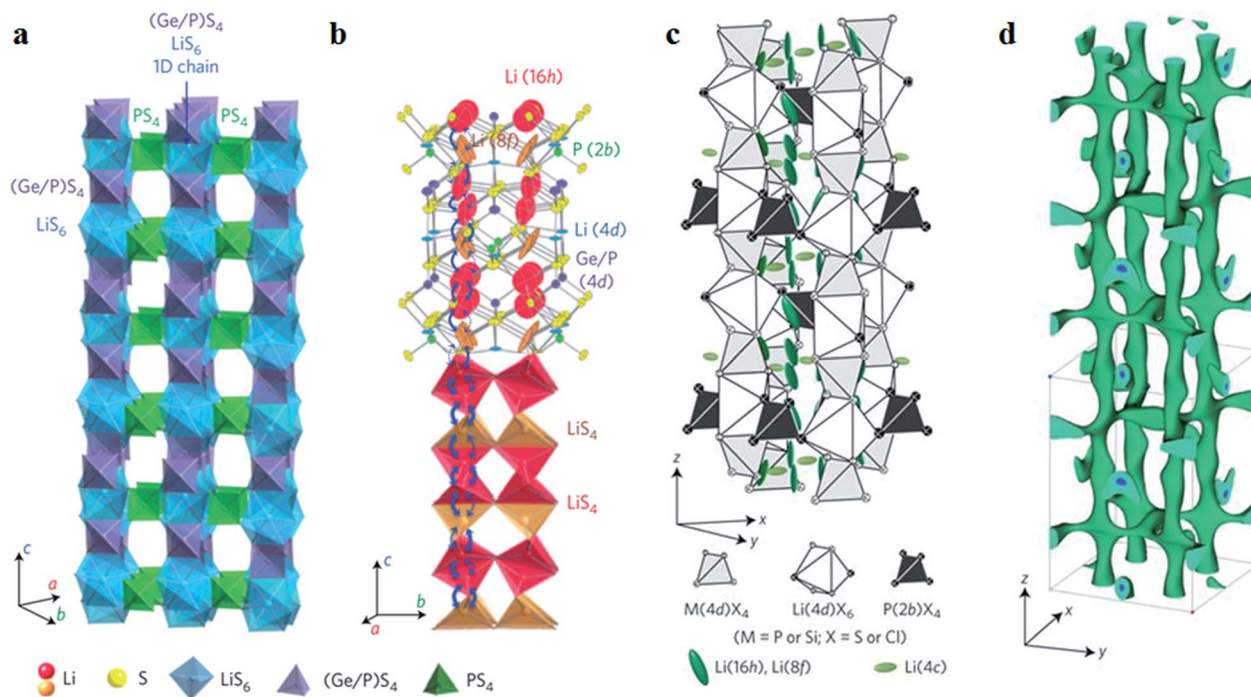 a
(Ge/P)S₄
LiS₆
1D chain
PS₄
PS₄
(Ge/P)S₄
LiS₆
c
a
b
b
Li (16h)
Li(8f)
P (2b)
Li (4d)
Ge/P
(4d)
LiS₄
LiS₄
c
b
a
c
z
x
y
M(4d)X₄
Li(4d)X₆
P(2b)X₄
(M = P or Si; X = S or Cl)
Li(16h), Li(8f)
Li(4c)
d
z
x
y
Li
S
LiS₆
(Ge/P)S₄
PS₄